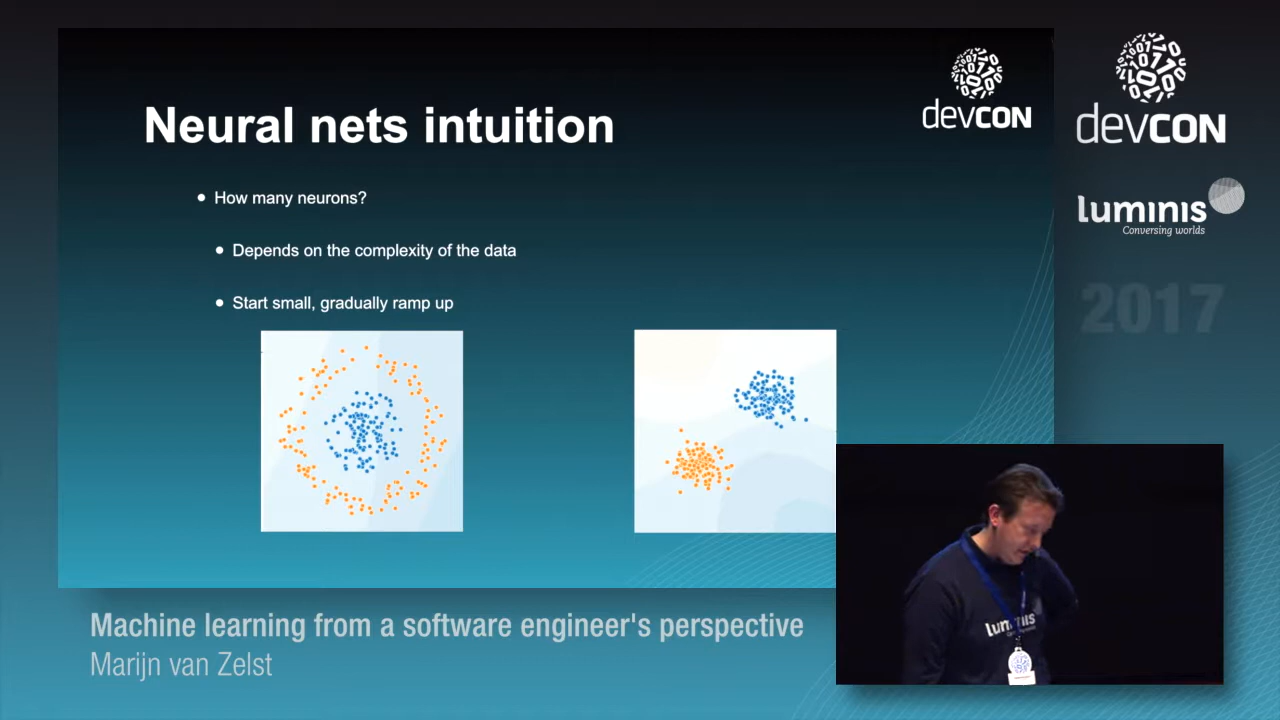 Neural nets intuition
How many neurons?
Depends on the complexity of the data
Start small, gradually ramp up
devcon
devcon
luminis
Conversing worlds
2017
luminis
Machine learning from a software engineer's perspective
Marijn van Zelst